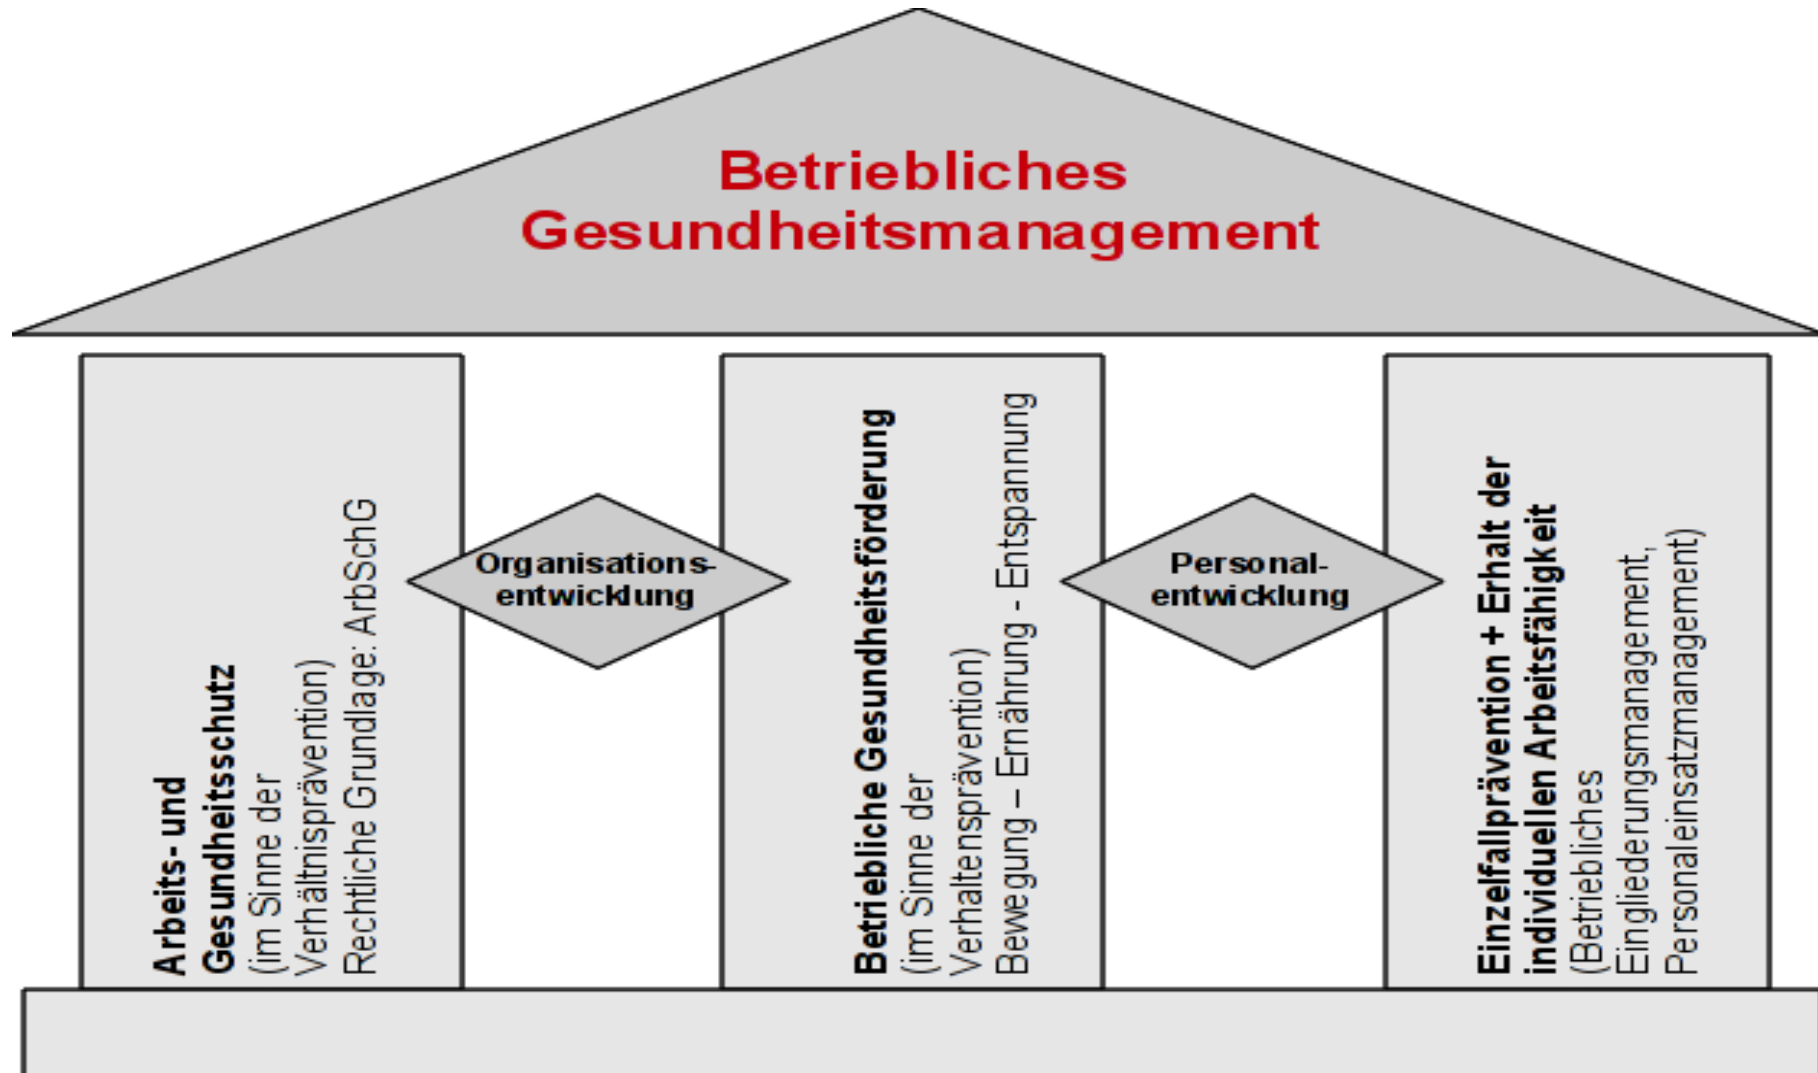 Betriebliches
Gesundheitsmanagement
Arbeits- und
Gesundheitsschutz
(im Sinne der
Verhältnisprävention)
Rechtliche Grundlage: ArbSchG
Organisations-
entwicklung
Betriebliche Gesundheitsförderung
(im Sinne der
Verhaltensprävention)
Bewegung – Ernährung - Entspannung
Personal-
entwicklung
Einzelfallprävention + Erhalt der
individuellen Arbeitsfähigkeit
(Betriebliches
Eingliederungsmanagement,
Personaleinsatzmanagement)